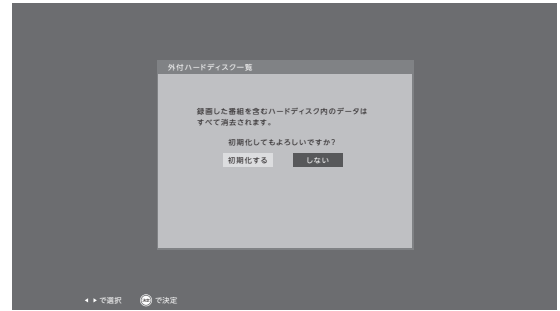 外付ハードディスク一覧
録画した番組を含むハードディスク内のデータは
すべて消去されます。
初期化してもよろしいですか?
初期化する しない
で選択 で決定